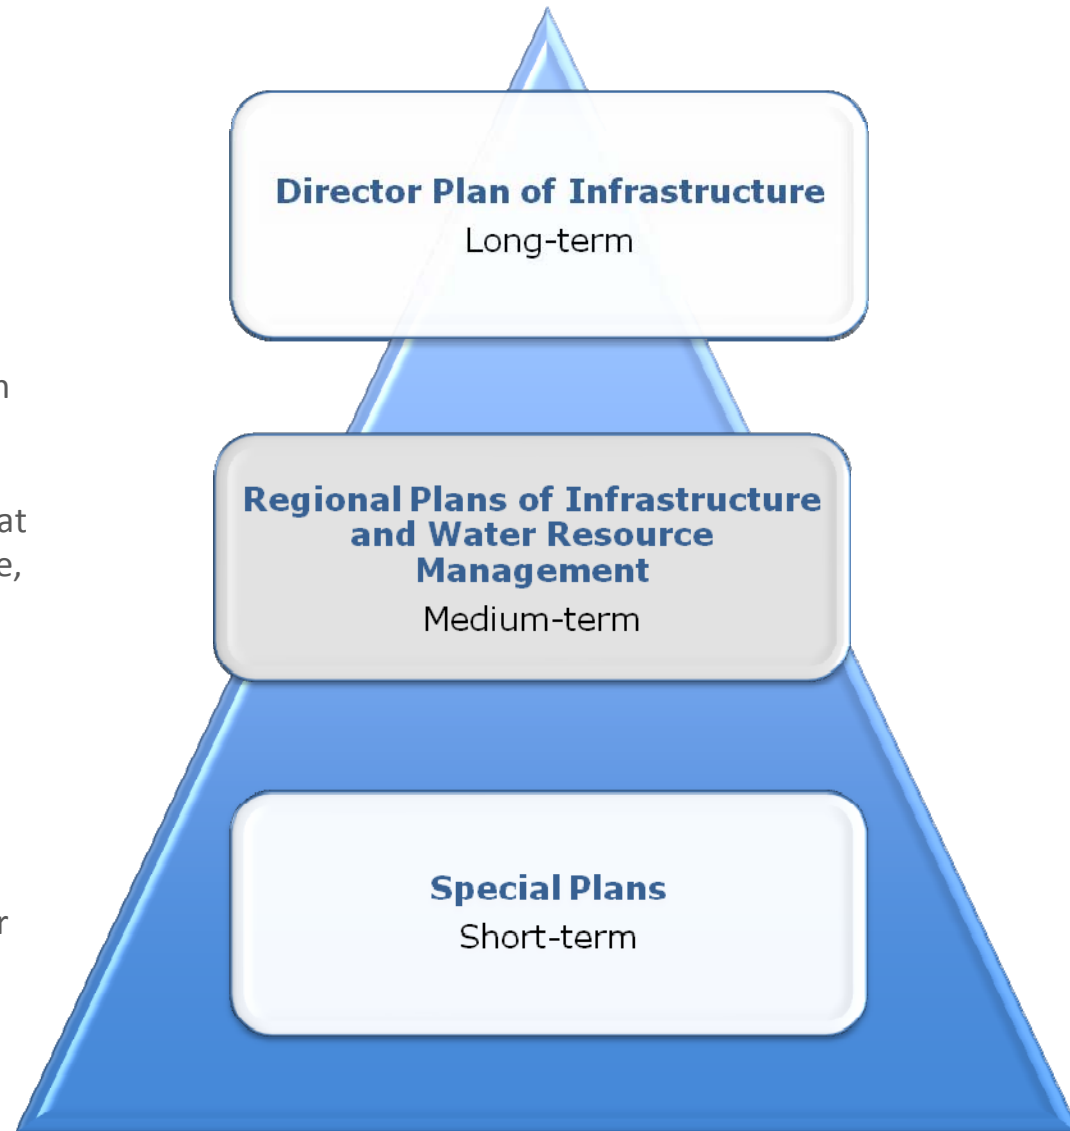 Director Plan of Infrastructure
Long-term
Regional Plans of Infrastructure
and Water Resource
Management
Medium-term
at
e,
Special Plans
Short-term